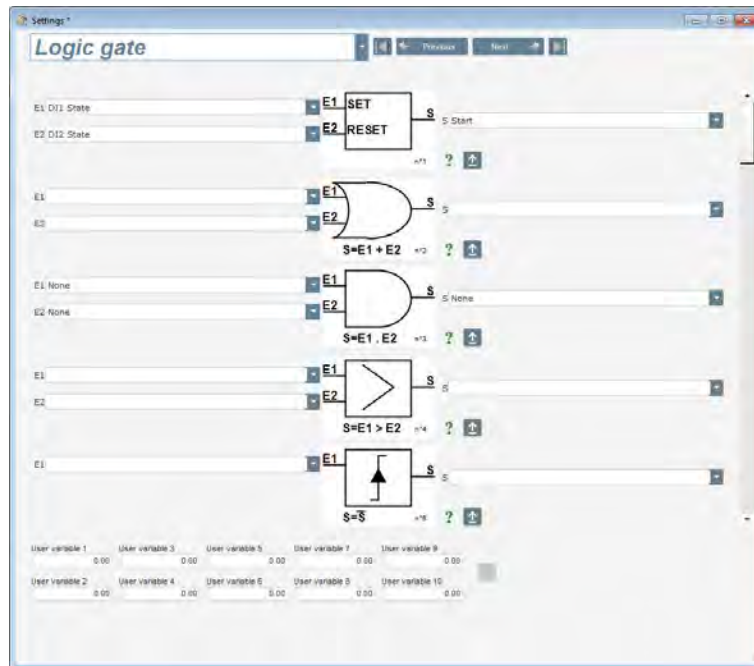 Settings *
Logic gate
Previous Next
E1 DI1 State E1 SET S S Start
E2 DI2 State E2 RESET
n°1 ?
E1 E1 S S
E2 E2
S=E1 + E2 n°2 ?
E1 None E1 S S None
E2 None E2
S=E1 . E2 n°3 ?
E1 E1 > S S
E2 E2
S=E1 > E2 n°4 ?
E1 E1 S S
S=S̅ n°5 ?
User variable 1 User variable 3 User variable 5 User variable 7 User variable 9
0.00 0.00 0.00 0.00 0.00
User variable 2 User variable 4 User variable 6 User variable 8 User variable 10
0.00 0.00 0.00 0.00 0.00